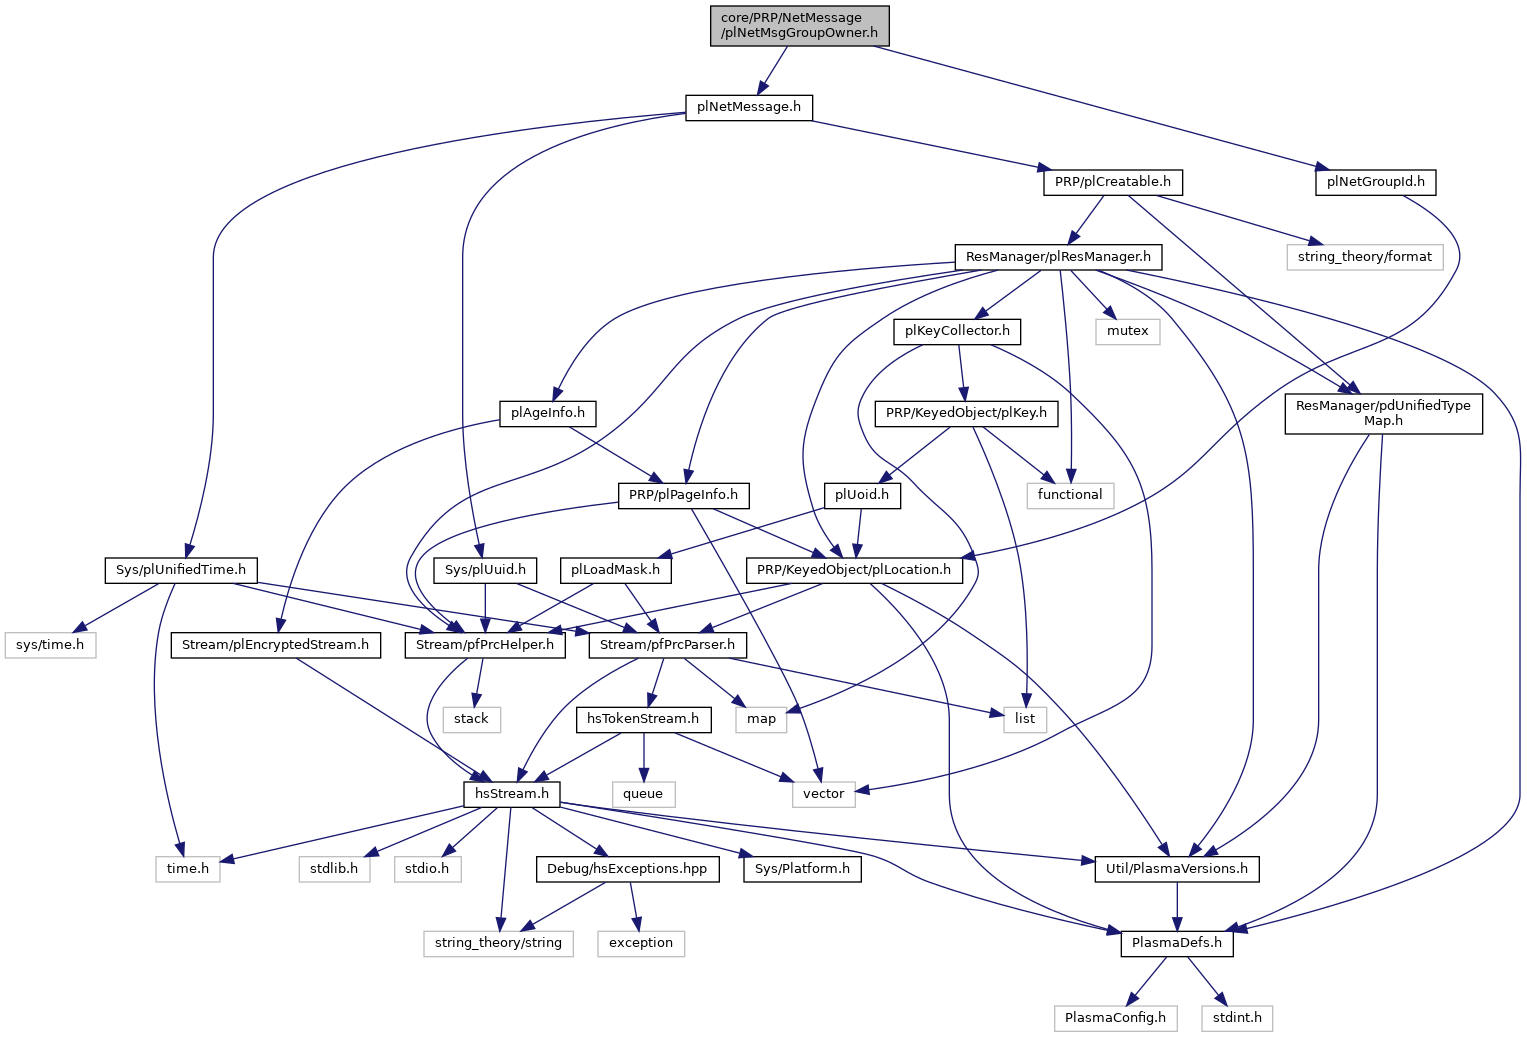 core/PRP/NetMessage
/plNetMsgGroupOwner.h
plNetMessage.h
PRP/plCreatable.h
plNetGroupId.h
ResManager/plResManager.h
string_theory/format
plKeyCollector.h
mutex
plAgeInfo.h
PRP/KeyedObject/plKey.h
ResManager/pdUnifiedType
Map.h
PRP/plPageInfo.h
plUoid.h
functional
Sys/plUnifiedTime.h
Sys/plUuid.h
plLoadMask.h
PRP/KeyedObject/plLocation.h
sys/time.h
Stream/plEncryptedStream.h
Stream/pfPrcHelper.h
Stream/pfPrcParser.h
stack
hsTokenStream.h
map
list
hsStream.h
queue
vector
time.h
stdlib.h
stdio.h
Debug/hsExceptions.hpp
Sys/Platform.h
Util/PlasmaVersions.h
string_theory/string
exception
PlasmaDefs.h
PlasmaConfig.h
stdint.h